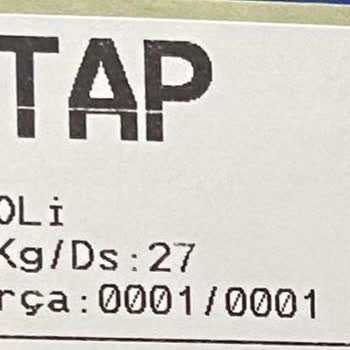 TAP
OLİ
Kg/Ds:27
rça:0001/0001